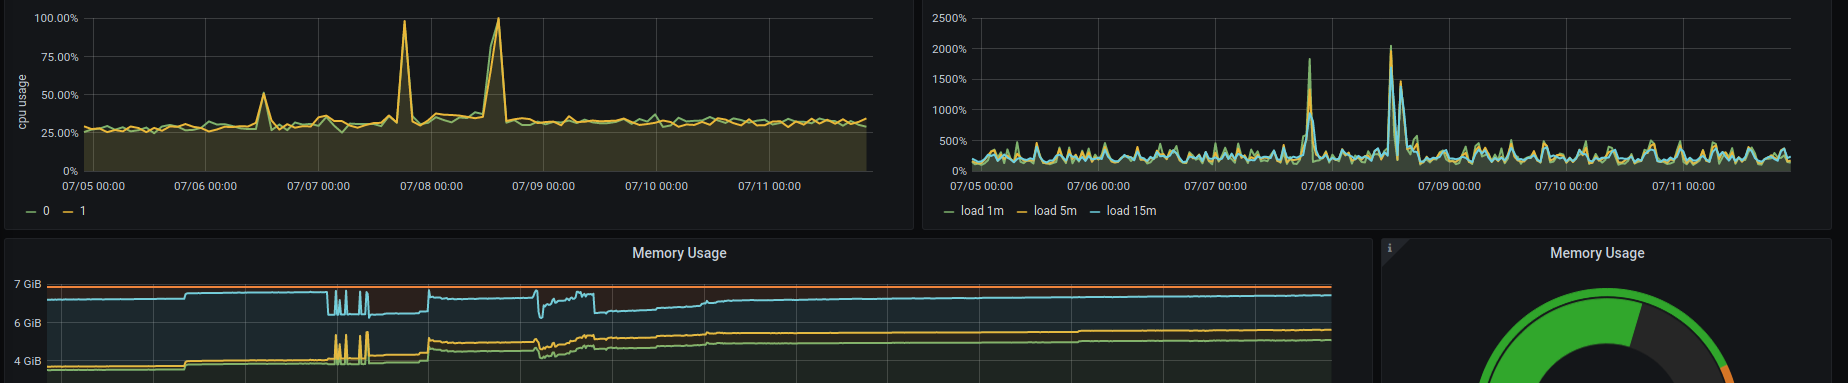 cpu usage
100.00%
75.00%
50.00%
25.00%
0%
07/05 00:00 07/06 00:00 07/07 00:00 07/08 00:00 07/09 00:00 07/10 00:00 07/11 00:00
0 1
2500%
2000%
1500%
1000%
500%
0%
07/05 00:00 07/06 00:00 07/07 00:00 07/08 00:00 07/09 00:00 07/10 00:00 07/11 00:00
load 1m load 5m load 15m
Memory Usage
7 GiB
6 GiB
4 GiB
i
Memory Usage